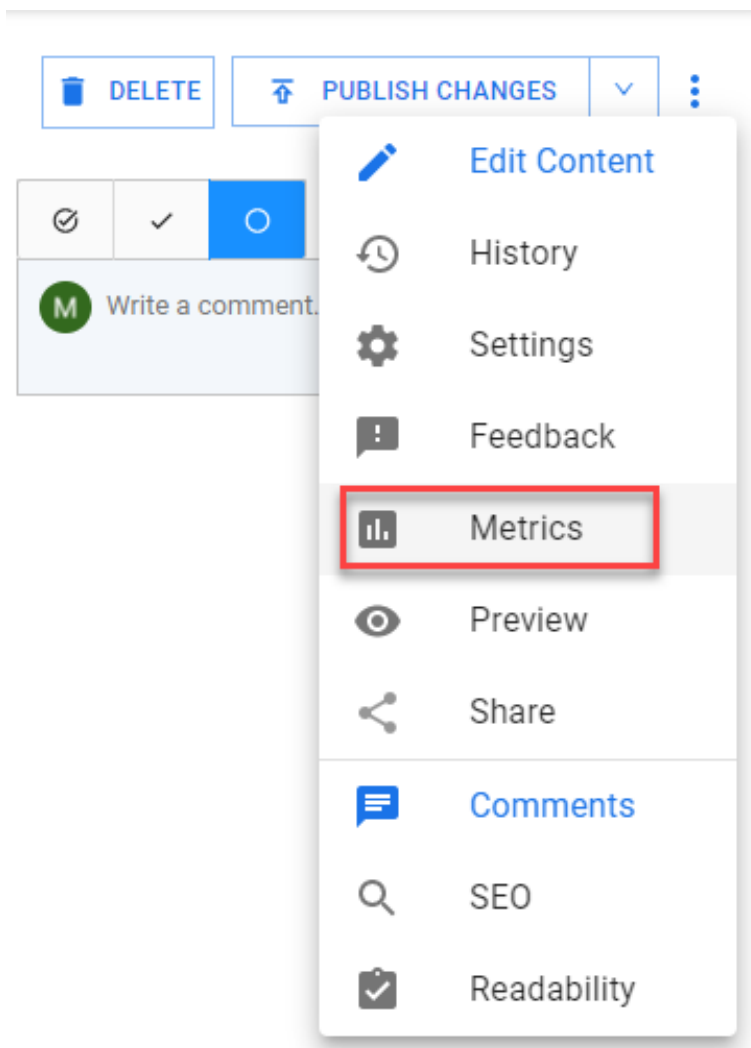 DELETE
PUBLISH CHANGES
Edit Content
History
M
Write a comment.
Settings
Feedback
Metrics
Preview
Share
Comments
SEO
Readability